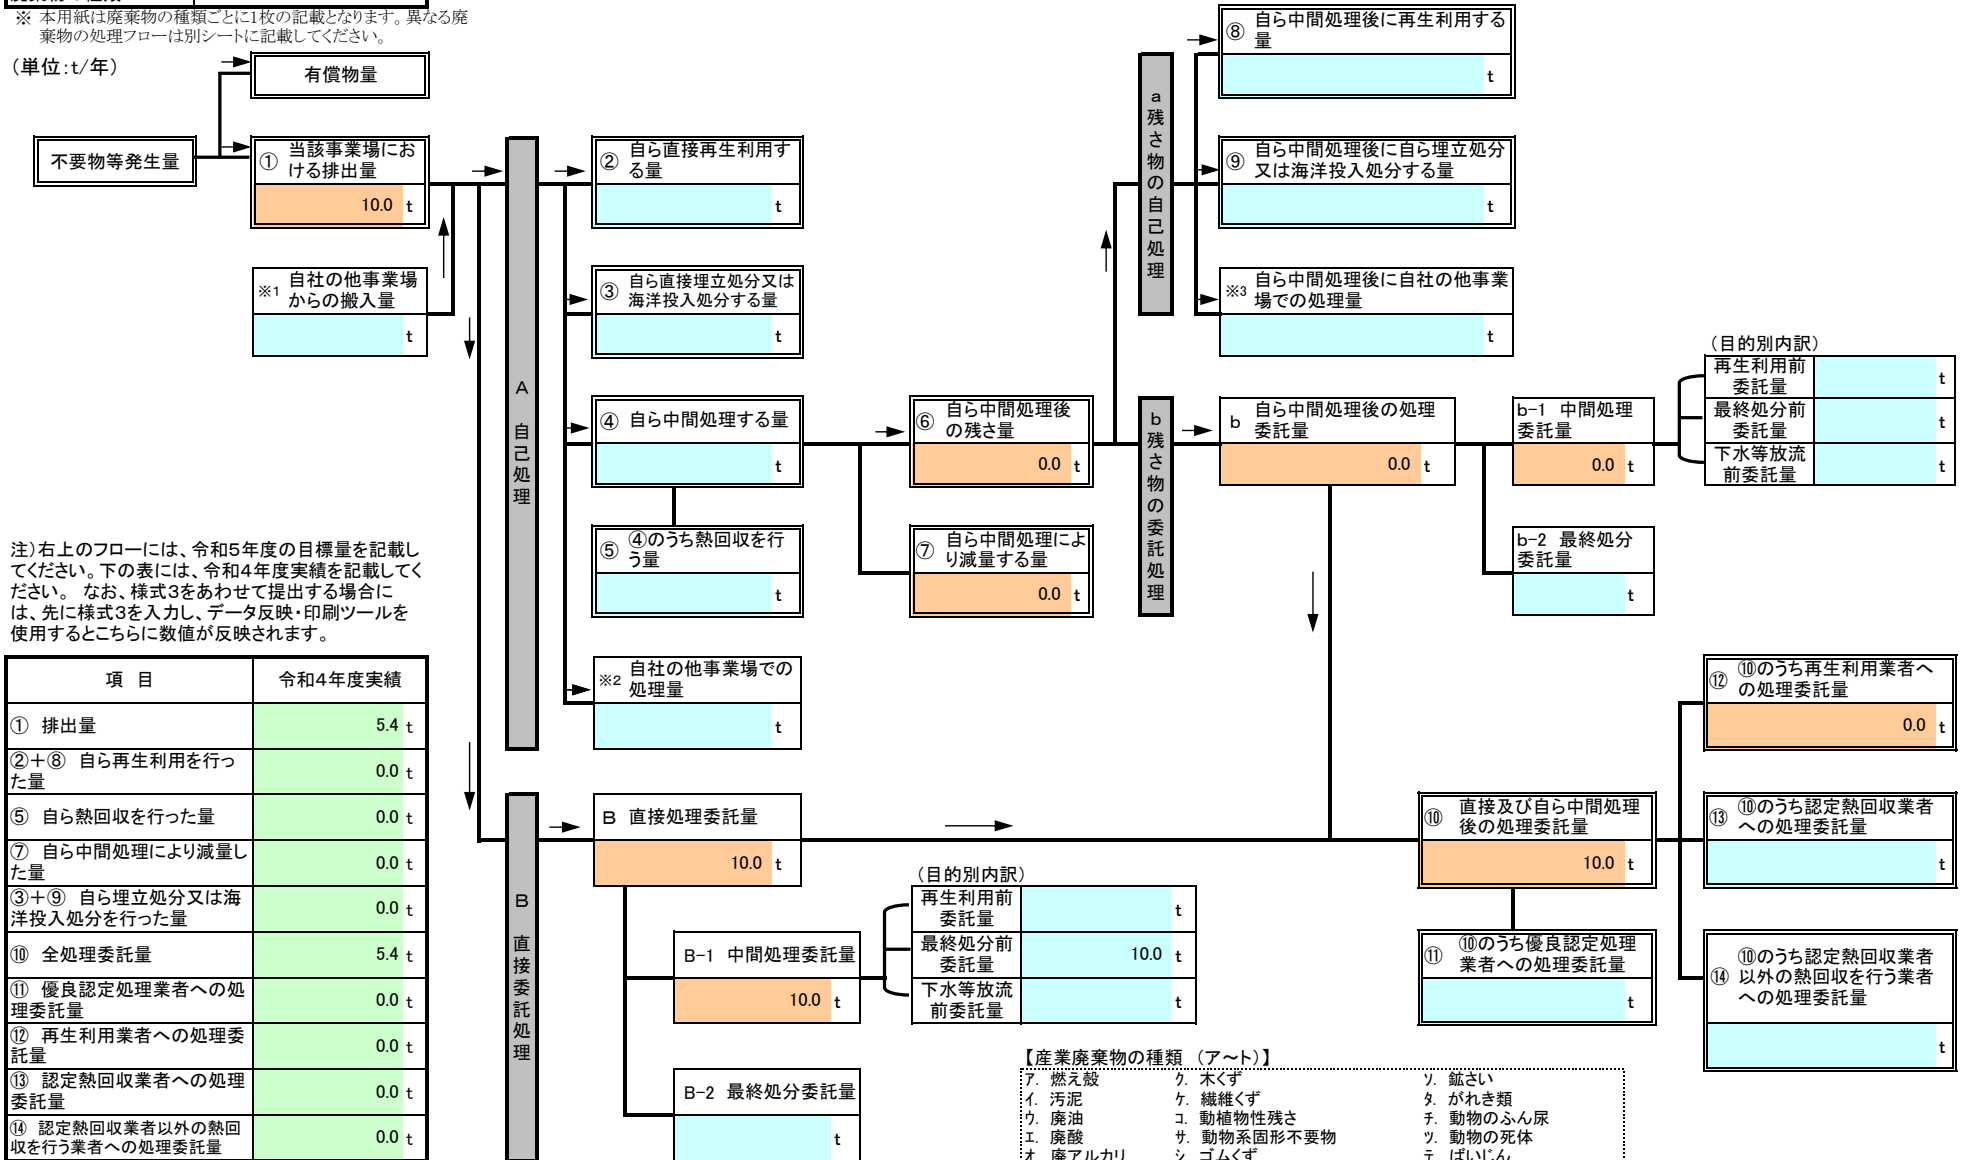 ※ 本用紙は廃棄物の種類ごとに1枚の記載となります。異なる廃
棄物の処理フローは別シートに記載してください。
(単位:t/年)
有償物量
不要物等発生量
① 当該事業場にお
ける排出量
10.0 t
※1 自社の他事業場
からの搬入量
t
A 自己処理
② 自ら直接再生利用す
る量
t
③ 自ら直接埋立処分又は
海洋投入処分する量
t
④ 自ら中間処理する量
t
⑤ ④のうち熱回収を行
う量
t
※2 自社の他事業場での
処理量
t
⑥ 自ら中間処理後
の残さ量
0.0 t
⑦ 自ら中間処理によ
り減量する量
0.0 t
a 残さ物の自己処理
⑧ 自ら中間処理後に再生利用する
量
t
⑨ 自ら中間処理後に自ら埋立処分
又は海洋投入処分する量
t
※3 自ら中間処理後に自社の他事業
場での処理量
t
b 残さ物の委託処理
b 自ら中間処理後の処理
委託量
0.0 t
b-1 中間処理
委託量
0.0 t
(目的別内訳)
再生利用前
委託量
t
最終処分前
委託量
t
下水等放流
前委託量
t
b-2 最終処分
委託量
t
注)右上のフローには、令和5年度の目標量を記載し
てください。下の表には、令和4年度実績を記載してく
ださい。 なお、様式3をあわせて提出する場合に
は、先に様式3を入力し、データ反映・印刷ツールを
使用するとこちらに数値が反映されます。
項 目 令和4年度実績
① 排出量 5.4 t
②+⑧ 自ら再生利用を行っ
た量 0.0 t
⑤ 自ら熱回収を行った量 0.0 t
⑦ 自ら中間処理により減量し
た量 0.0 t
③+⑨ 自ら埋立処分又は海
洋投入処分を行った量 0.0 t
⑩ 全処理委託量 5.4 t
⑪ 優良認定処理業者への処
理委託量 0.0 t
⑫ 再生利用業者への処理委
託量 0.0 t
⑬ 認定熱回収業者への処理
委託量 0.0 t
⑭ 認定熱回収業者以外の熱回
収を行う業者への処理委託量 0.0 t
B 直接委託処理
B 直接処理委託量
10.0 t
B-1 中間処理委託量
10.0 t
(目的別内訳)
再生利用前
委託量
t
最終処分前
委託量
10.0 t
下水等放流
前委託量
t
B-2 最終処分委託量
t
⑩ 直接及び自ら中間処理
後の処理委託量
10.0 t
⑪ ⑩のうち優良認定処理
業者への処理委託量
t
⑫ ⑩のうち再生利用業者へ
の処理委託量
0.0 t
⑬ ⑩のうち認定熱回収業者
への処理委託量
t
⑭ ⑩のうち認定熱回収業者
以外の熱回収を行う業者
への処理委託量
t
【産業廃棄物の種類 (ア~ト)】
ア. 燃え殻 ク. 木くず ソ. 鉱さい
イ. 汚泥 ケ. 繊維くず タ. がれき類
ウ. 廃油 コ. 動植物性残さ チ. 動物のふん尿
エ. 廃酸 サ. 動物系固形不要物 ツ. 動物の死体
オ. 廃アルカリ シ. ゴムくず テ. ばいじん